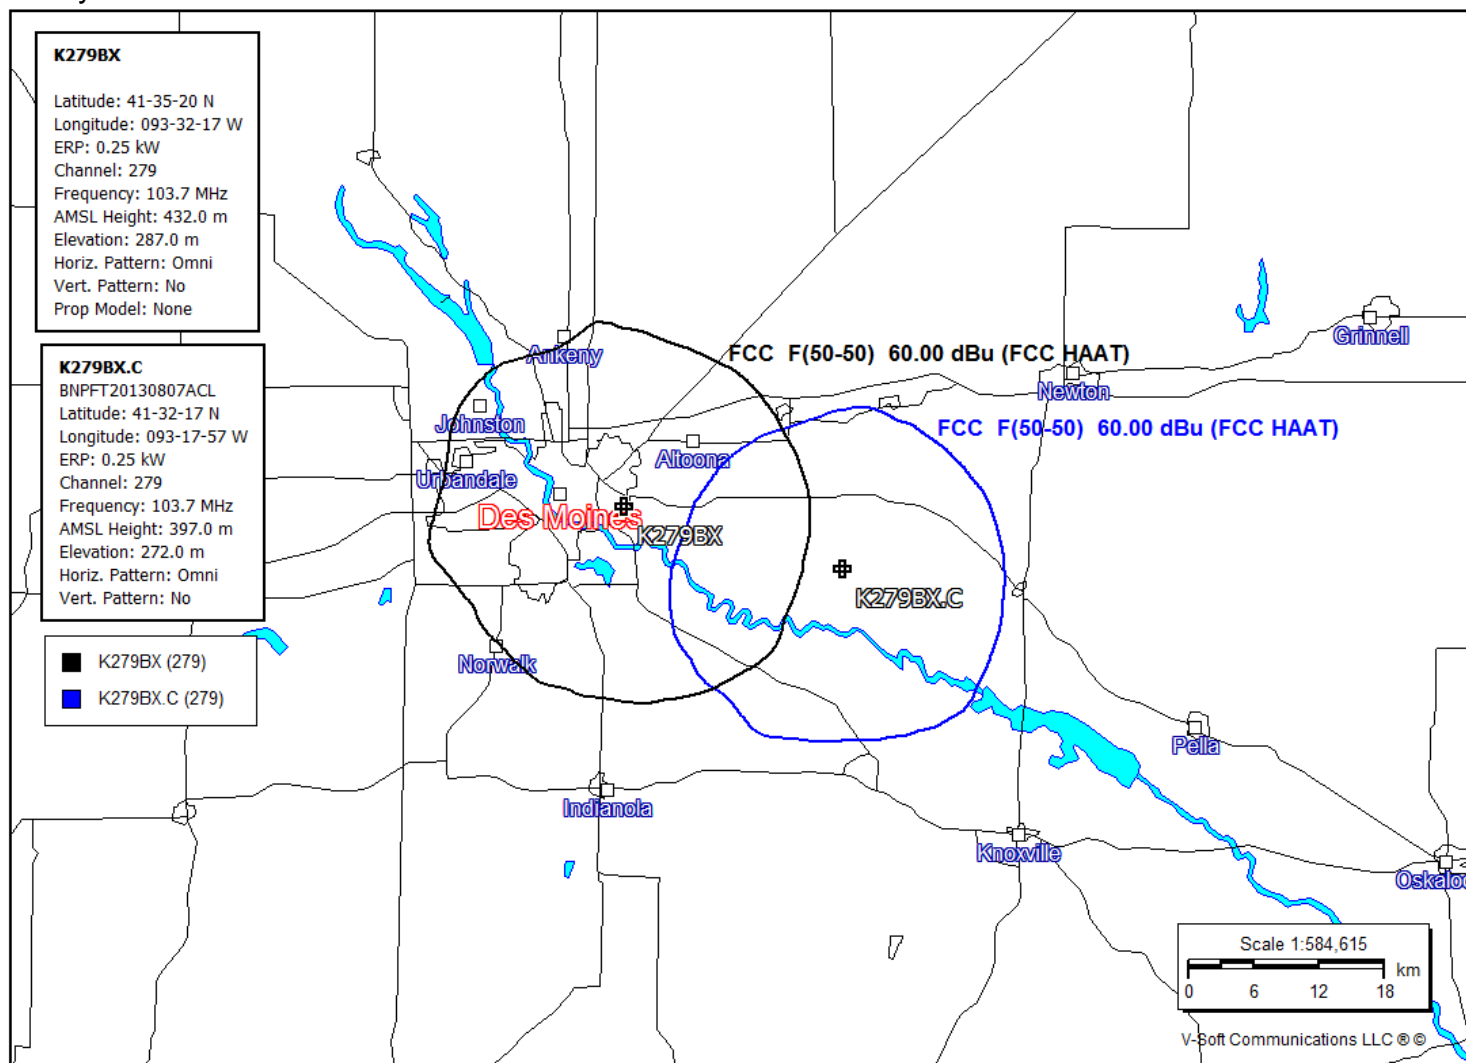 K279BX
Latitude: 41-35-20 N
Longitude: 093-32-17 W
ERP: 0.25 kW
Channel: 279
Frequency: 103.7 MHz
AMSL Height: 432.0 m
Elevation: 287.0 m
Horiz. Pattern: Omni
Vert. Pattern: No
Prop Model: None
K279BX.C
BNPFT20130807ACL
Latitude: 41-32-17 N
Longitude: 093-17-57 W
ERP: 0.25 kW
Channel: 279
Frequency: 103.7 MHz
AMSL Height: 397.0 m
Elevation: 272.0 m
Horiz. Pattern: Omni
Vert. Pattern: No
K279BX (279)
K279BX.C (279)
Grinnell
Ankeny
FCC F(50-50) 60.00 dBu (FCC HAAT)
Newton
Johnston
FCC F(50-50) 60.00 dBu (FCC HAAT)
Altoona
Urbandale
Des Moines
K279BX
K279BX.C
Norwalk
Pella
Indianola
Knoxville
Oskaloo
Scale 1:584,615
km
0 6 12 18
V-Soft Communications LLC ® ©